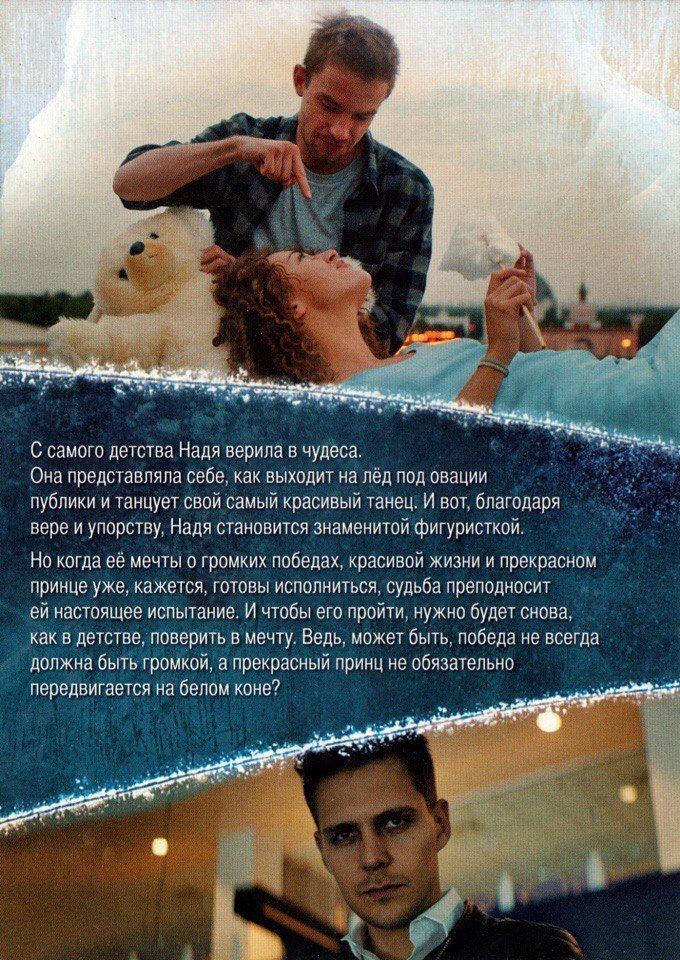 С самого детства Надя верила в чудеса.
Она представляла себе, как выходит на лёд под овации
публики и танцует свой самый красивый танец. И вот, благодаря
вере и упорству, Надя становится знаменитой фигуристкой.
Но когда её мечты о громких победах, красивой жизни и прекрасном
принце уже, кажется, готовы исполниться, судьба преподносит
ей настоящее испытание. И чтобы его пройти, нужно будет снова,
как в детстве, поверить в мечту. Ведь, может быть, победа не всегда
должна быть громкой, а прекрасный принц не обязательно
передвигается на белом коне?